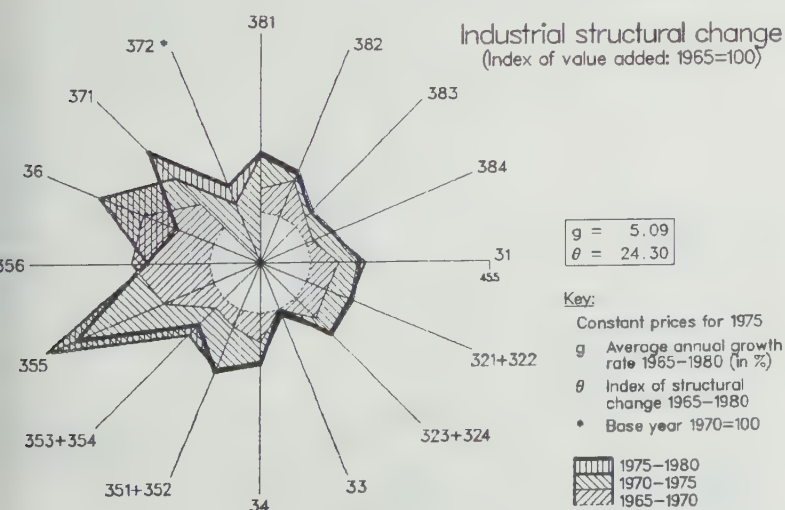 Industrial structural change
(Index of value added: 1965=100)
381
382
383
384
31
455
321+322
323+324
33
34
351+352
353+354
355
356
36
371
372 *
g = 5.09
θ = 24.30
Key:
Constant prices for 1975
g Average annual growth
rate 1965-1980 (in %)
θ Index of structural
change 1965-1980
* Base year 1970=100
1975-1980
1970-1975
1965-1970